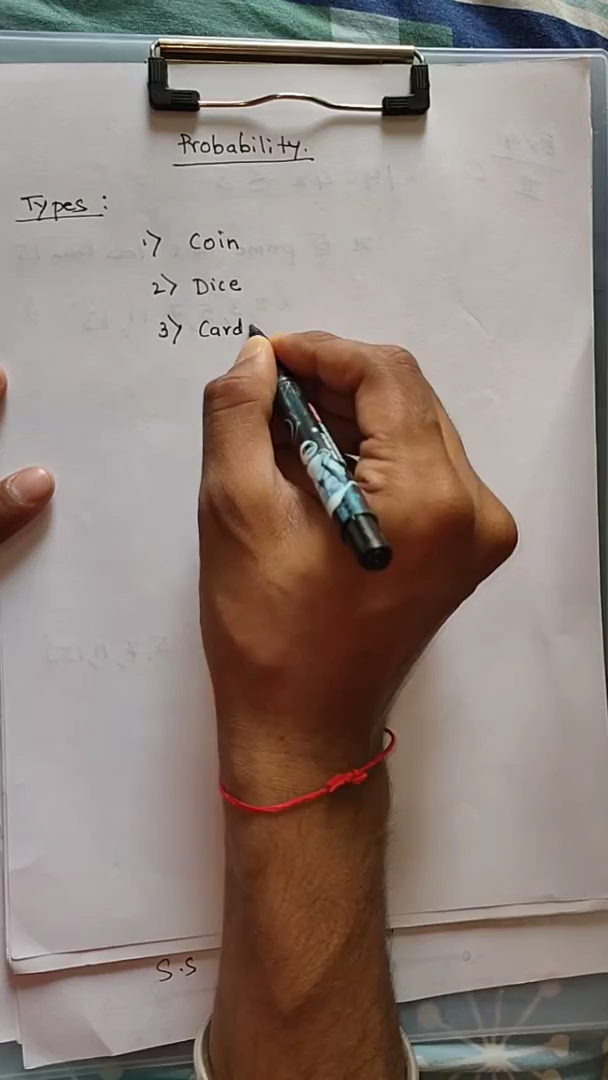 Probability.
Types :
1) Coin
2) Dice
3) Card
S.S